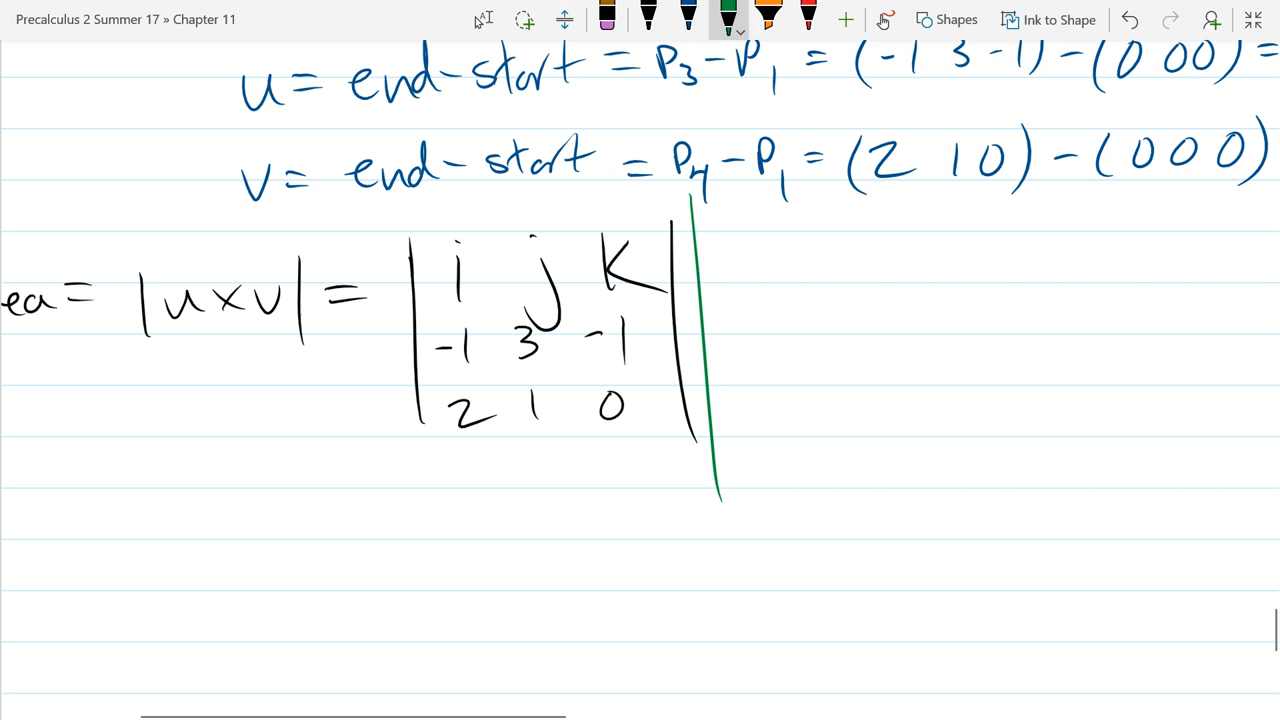 Precalculus 2 Summer 17 » Chapter 11
Shapes
Ink to Shape
u = end-start = P3 - P1 = (-1 3 -1) - (0 0 0) =
v = end-start = P4 - P1 = (2 1 0) - (0 0 0)
ea = |u x v| = | i j k |
-1 3 -1
2 1 0